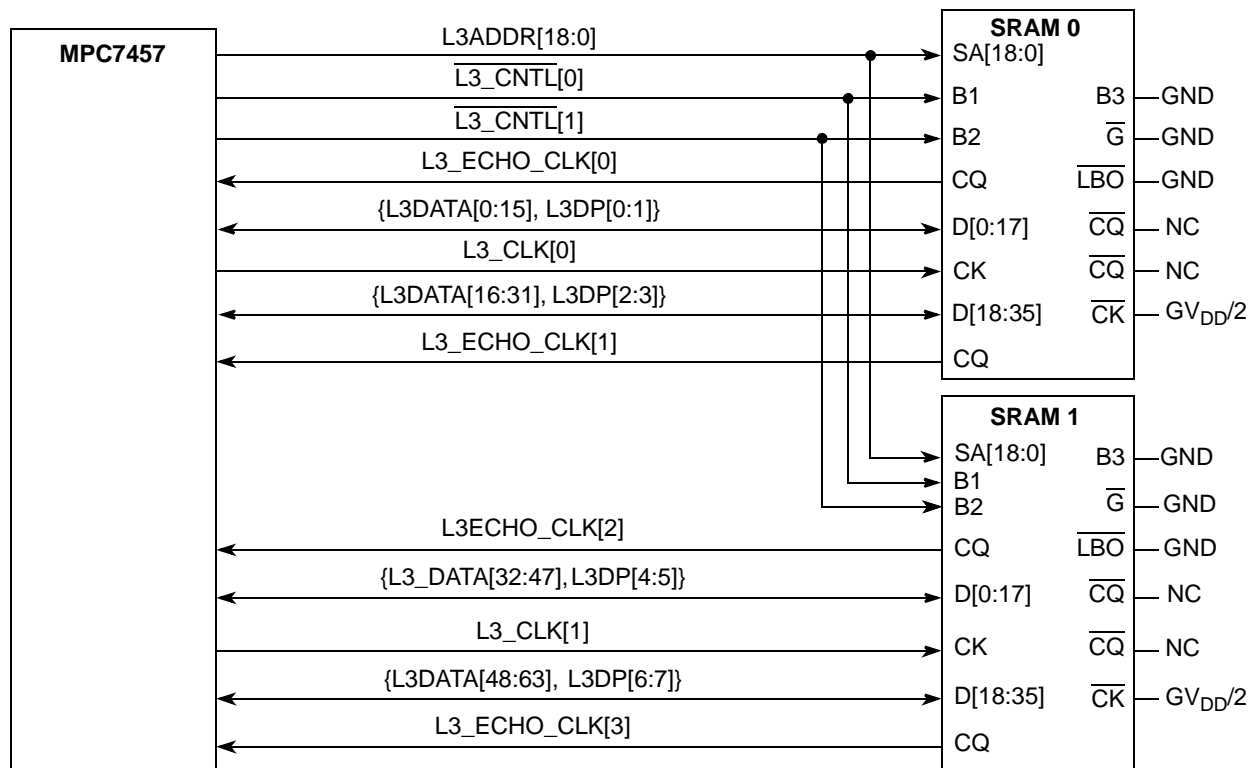 MPC7457
L3ADDR[18:0]
L3_CNTL[0]
L3_CNTL[1]
L3_ECHO_CLK[0]
{L3DATA[0:15], L3DP[0:1]}
L3_CLK[0]
{L3DATA[16:31], L3DP[2:3]}
L3_ECHO_CLK[1]
SRAM 0
SA[18:0]
B1 B3 GND
B2 G GND
CQ LBO GND
D[0:17] CQ NC
CK CQ NC
D[18:35] CK GVDD/2
CQ
SRAM 1
SA[18:0] B3 GND
B1
B2 G GND
L3ECHO_CLK[2]
CQ LBO GND
{L3_DATA[32:47], L3DP[4:5]}
D[0:17] CQ NC
L3_CLK[1]
CK CQ NC
{L3DATA[48:63], L3DP[6:7]}
D[18:35] CK GVDD/2
L3_ECHO_CLK[3]
CQ